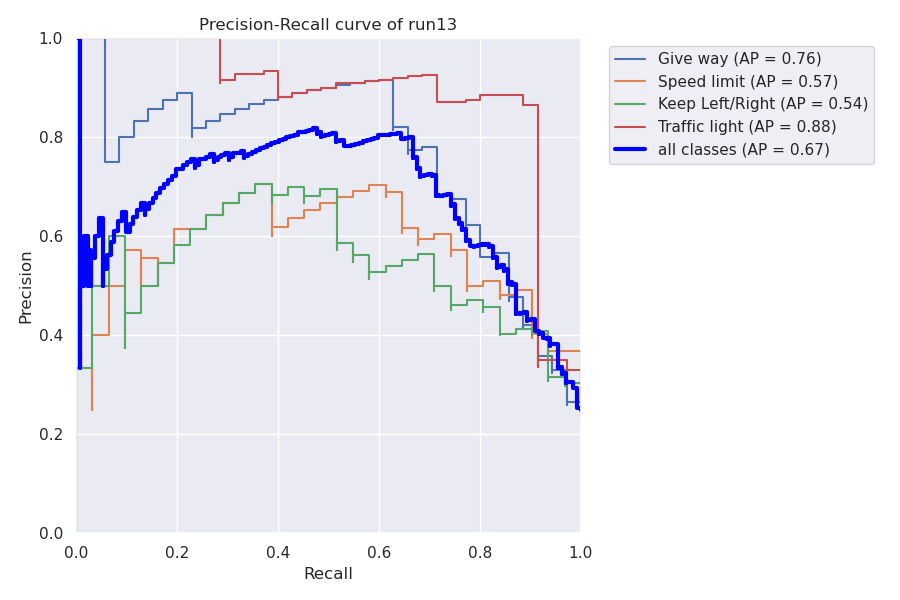 Precision-Recall curve of run13
1.0
0.8
0.6
0.4
0.2
0.0
Precision
0.0 0.2 0.4 0.6 0.8 1.0
Recall
Give way (AP = 0.76)
Speed limit (AP = 0.57)
Keep Left/Right (AP = 0.54)
Traffic light (AP = 0.88)
all classes (AP = 0.67)